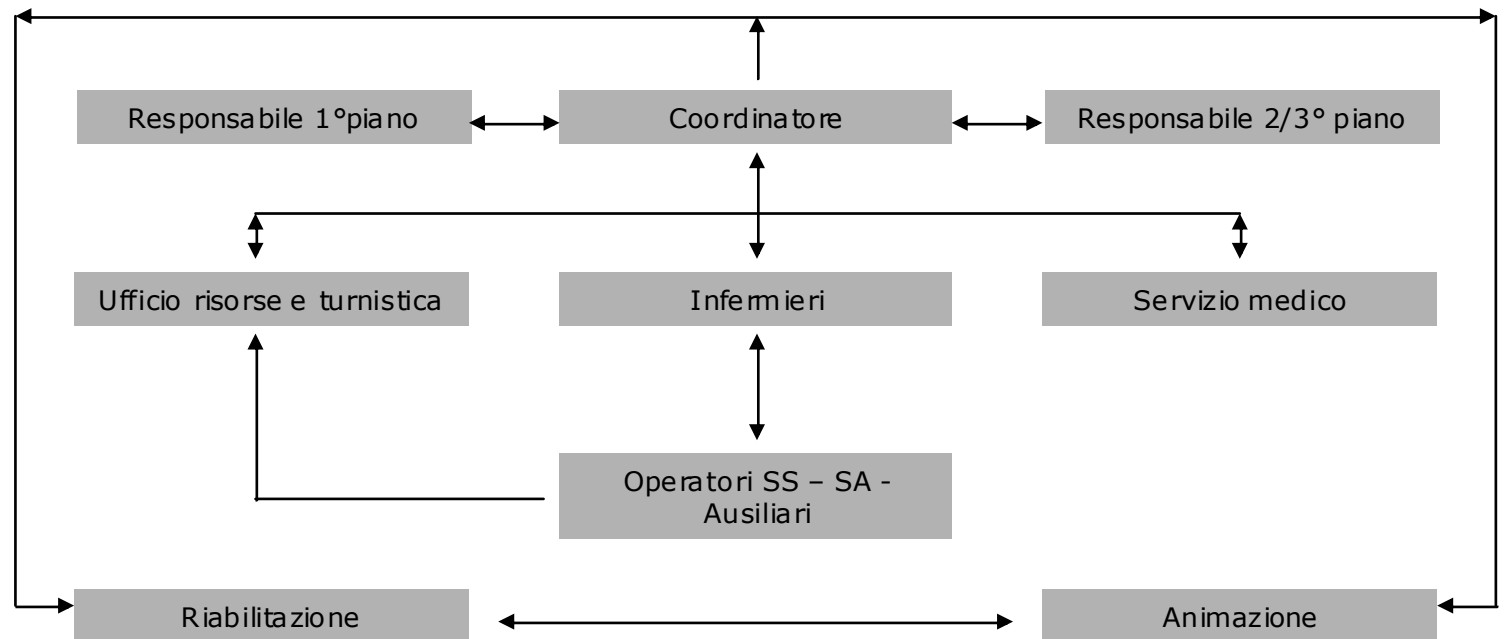 Responsabile 1°piano
Coordinatore
Responsabile 2/3° piano
Ufficio risorse e turnistica
Infermieri
Servizio medico
Operatori SS – SA -
Ausiliari
Riabilitazione
Animazione